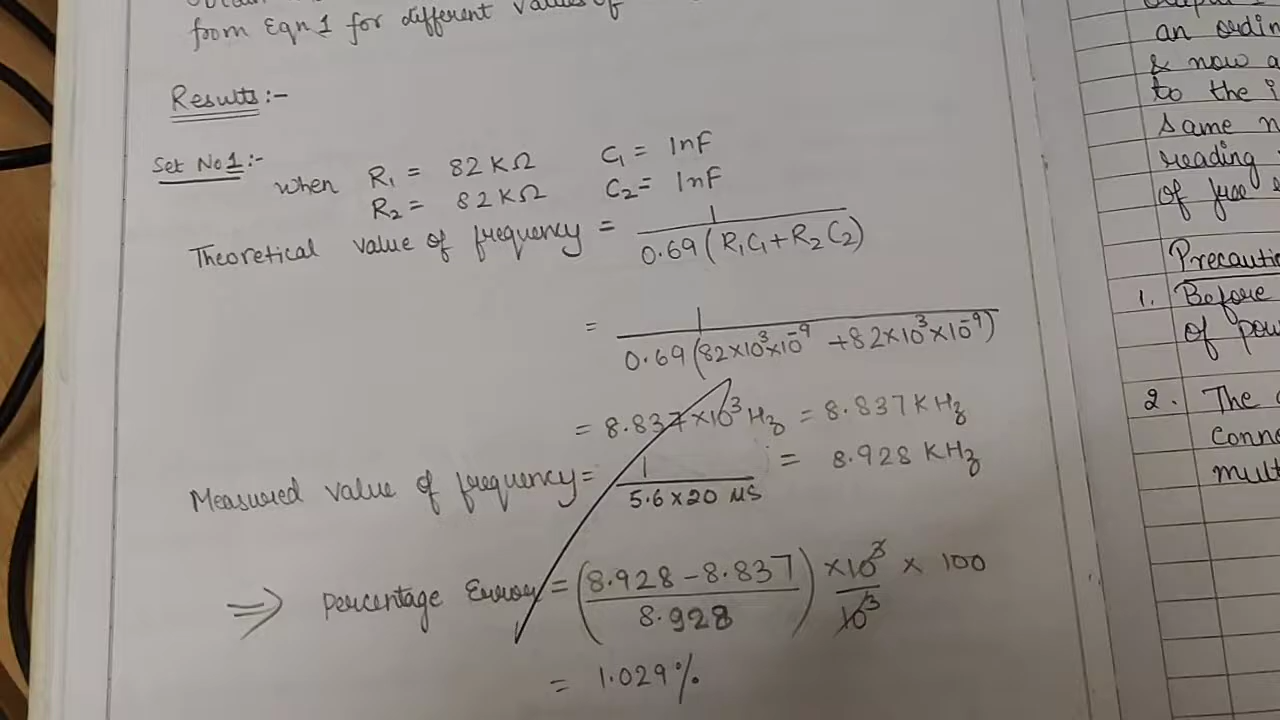 from Eqn 1 for different values of
Results:-
Set No 1:-
when R₁ = 82 KΩ C₁ = 1nF
R₂ = 82 KΩ C₂ = 1nF
Theoretical value of frequency = 1 / 0.69 (R₁C₁ + R₂C₂)
= 1 / 0.69 (82×10³×10⁻⁹ + 82×10³×10⁻⁹)
= 8.837 × 10³ Hz = 8.837 KHz
Measured value of frequency = 1 / 5.6 × 20 μs = 8.928 KHz
⇒ Percentage Error = (8.928 – 8.837 / 8.928) × 10³ / 10³ × 100
= 1.029 %
an
& now a
to the
same
reading
of free
Precautio
1. Before
of pow
2. The
conne
mult